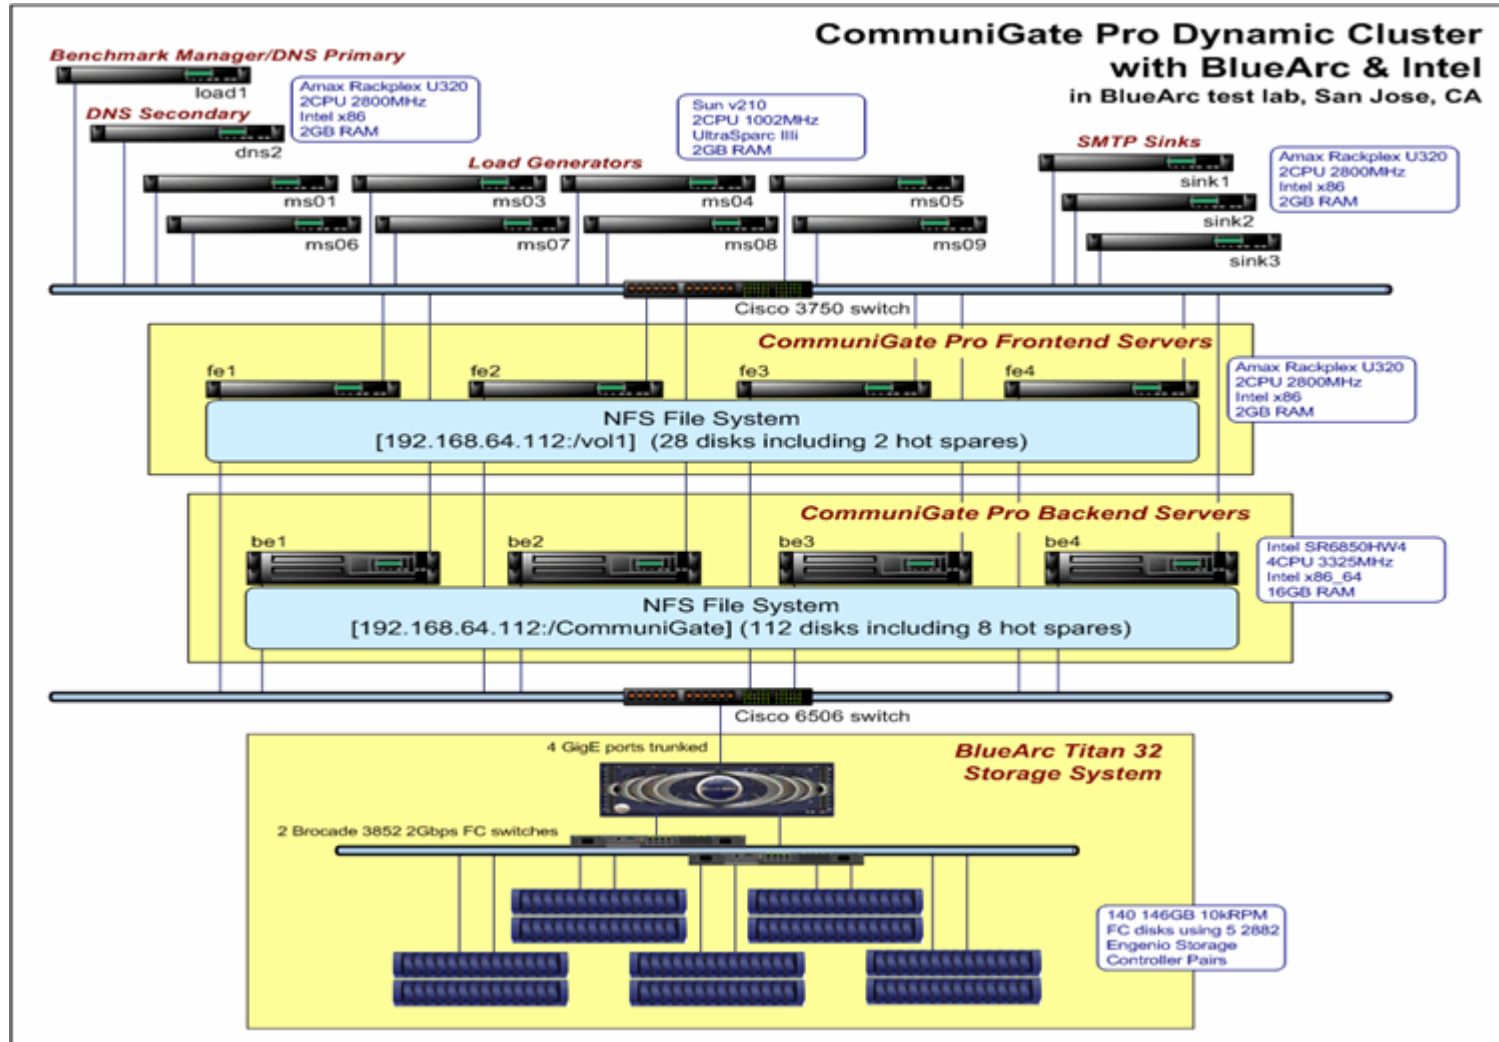 CommuniGate Pro Dynamic Cluster
with BlueArc & Intel
in BlueArc test lab, San Jose, CA
Benchmark Manager/DNS Primary
load1
DNS Secondary
dns2
Amax Rackplex U320
2CPU 2800MHz
Intel x86
2GB RAM
Load Generators
Sun v210
2CPU 1002MHz
UltraSparc IIIi
2GB RAM
SMTP Sinks
sink1
sink2
sink3
Amax Rackplex U320
2CPU 2800MHz
Intel x86
2GB RAM
ms01
ms03
ms04
ms05
ms06
ms07
ms08
ms09
Cisco 3750 switch
CommuniGate Pro Frontend Servers
fe1
fe2
fe3
fe4
Amax Rackplex U320
2CPU 2800MHz
Intel x86
2GB RAM
NFS File System
[192.168.64.112:/vol1] (28 disks including 2 hot spares)
CommuniGate Pro Backend Servers
be1
be2
be3
be4
Intel SR6850HW4
4CPU 3325MHz
Intel x86_64
16GB RAM
NFS File System
[192.168.64.112:/CommuniGate] (112 disks including 8 hot spares)
Cisco 6506 switch
4 GigE ports trunked
BlueArc Titan 32
Storage System
2 Brocade 3852 2Gbps FC switches
140 146GB 10kRPM
FC disks using 5 2882
Engenio Storage
Controller Pairs